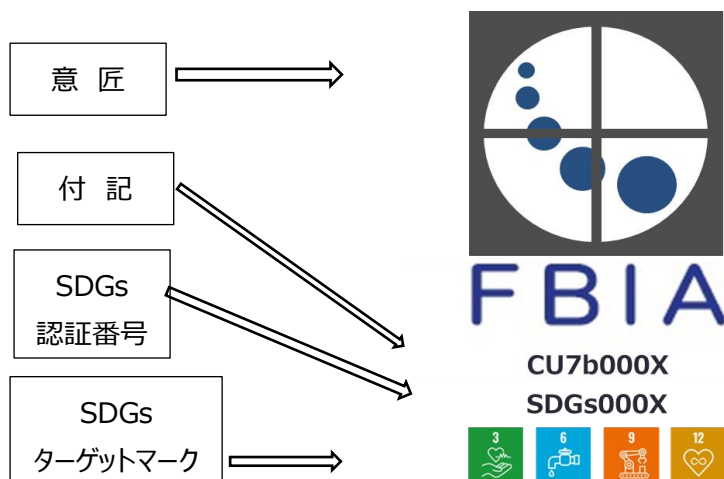 意 匠
付 記
SDGs
認証番号
SDGs
ターゲットマーク
FBIA
CU7b000X
SDGs000X
3
6
9
12